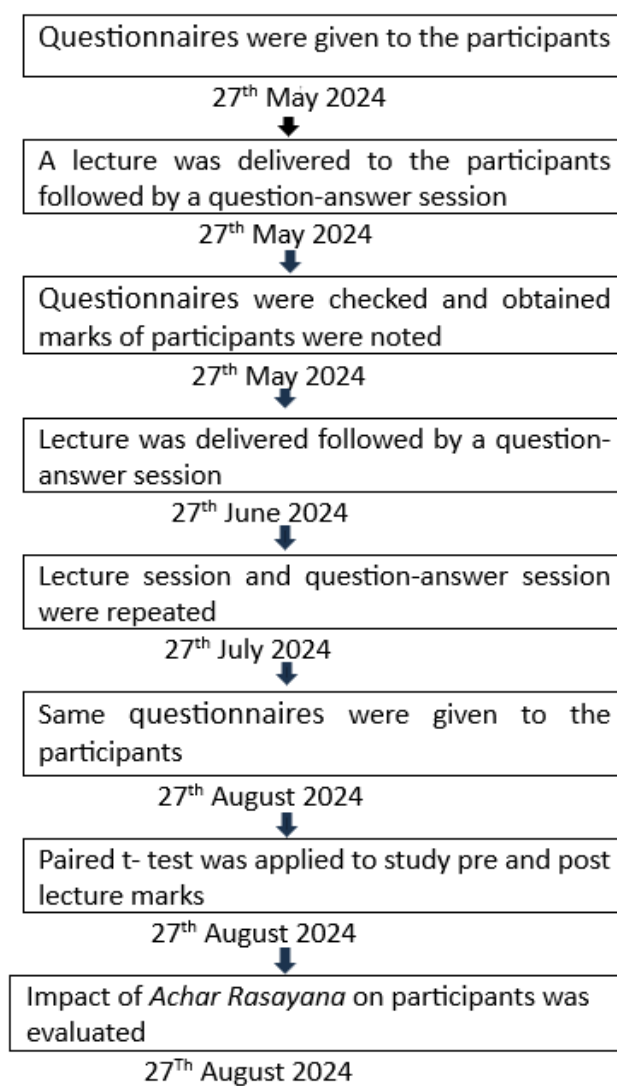 Questionnaires were given to the participants
27th May 2024
A lecture was delivered to the participants
followed by a question-answer session
27th May 2024
Questionnaires were checked and obtained
marks of participants were noted
27th May 2024
Lecture was delivered followed by a question-
answer session
27th June 2024
Lecture session and question-answer session
were repeated
27th July 2024
Same questionnaires were given to the
participants
27th August 2024
Paired t- test was applied to study pre and post
lecture marks
27th August 2024
Impact of Achar Rasayana on participants was
evaluated
27Th August 2024